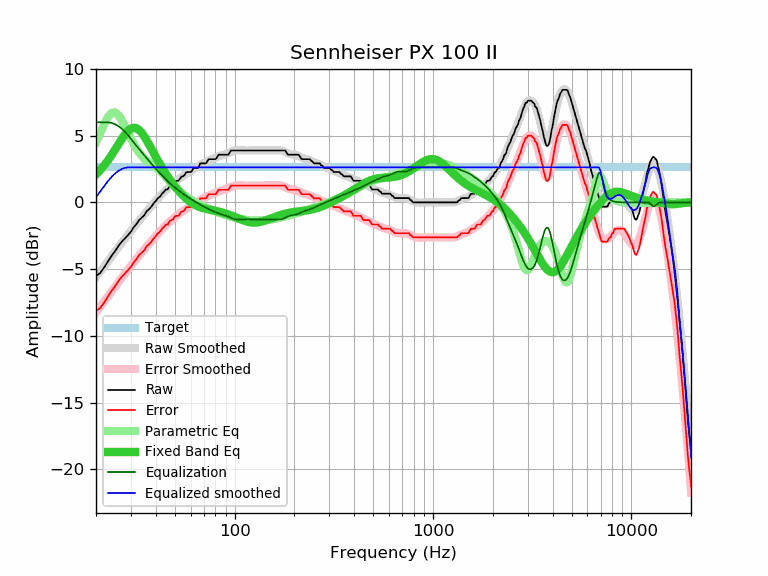 Sennheiser PX 100 II
10
5
0
−5
−10
−15
−20
Amplitude (dBr)
Target
Raw Smoothed
Error Smoothed
Raw
Error
Parametric Eq
Fixed Band Eq
Equalization
Equalized smoothed
100
1000
10000
Frequency (Hz)